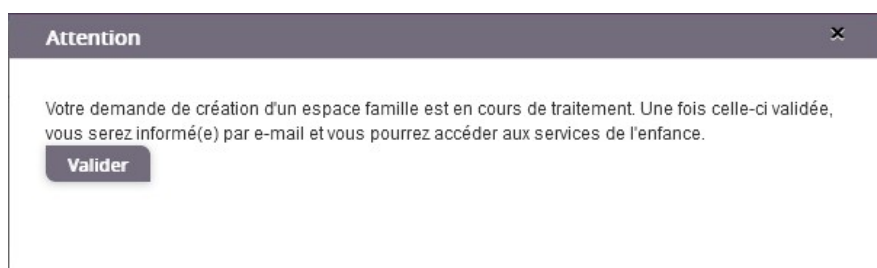 Attention
Votre demande de création d'un espace famille est en cours de traitement. Une fois celle-ci validée,
vous serez informé(e) par e-mail et vous pourrez accéder aux services de l'enfance.
Valider